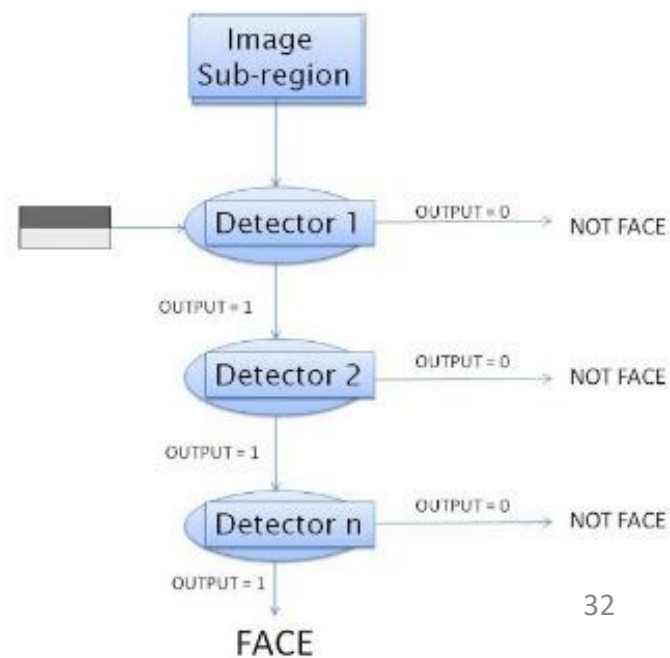 Image
Sub-region
Detector 1
OUTPUT = 0
NOT FACE
OUTPUT = 1
Detector 2
OUTPUT = 0
NOT FACE
OUTPUT = 1
Detector n
OUTPUT = 0
NOT FACE
OUTPUT = 1
32
FACE